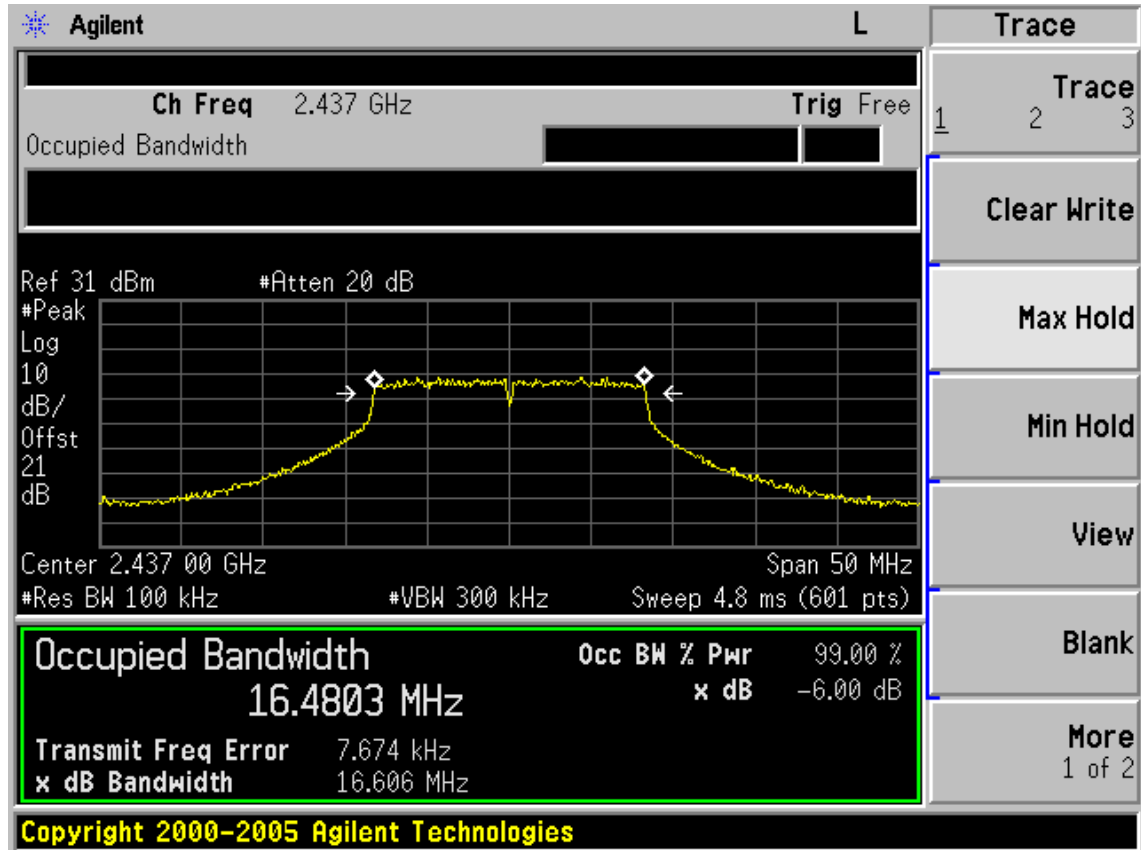 Agilent L Trace
Ch Freq 2.437 GHz Trig Free
Occupied Bandwidth
Trace
1 2 3
Clear Write
Max Hold
Min Hold
View
Blank
More
1 of 2
Ref 31 dBm #Atten 20 dB
#Peak
Log
10
dB/
Offst
21
dB
Center 2.437 00 GHz Span 50 MHz
#Res BW 100 kHz #VBW 300 kHz Sweep 4.8 ms (601 pts)
Occupied Bandwidth Occ BW % Pwr 99.00 %
16.4803 MHz x dB -6.00 dB
Transmit Freq Error 7.674 kHz
x dB Bandwidth 16.606 MHz
Copyright 2000-2005 Agilent Technologies